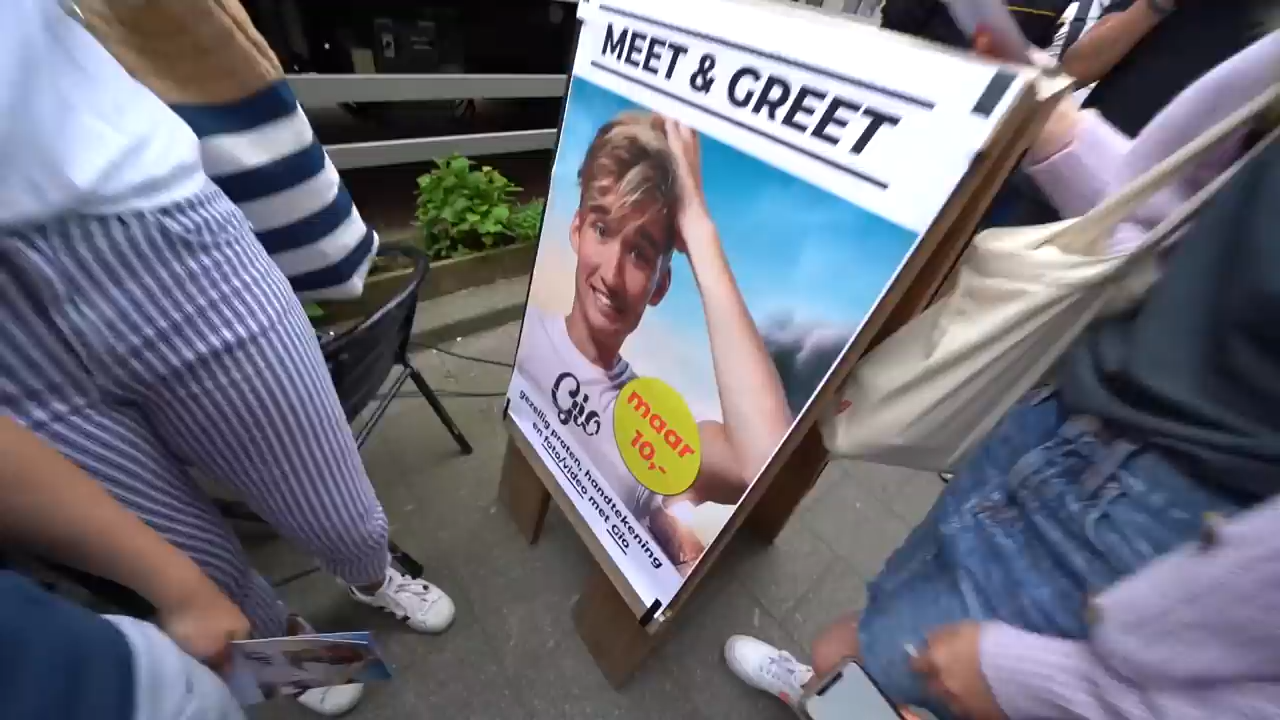 MEET & GREET
Gio
maar
10,-
gezellig praten, handtekening
en foto/video met Gio